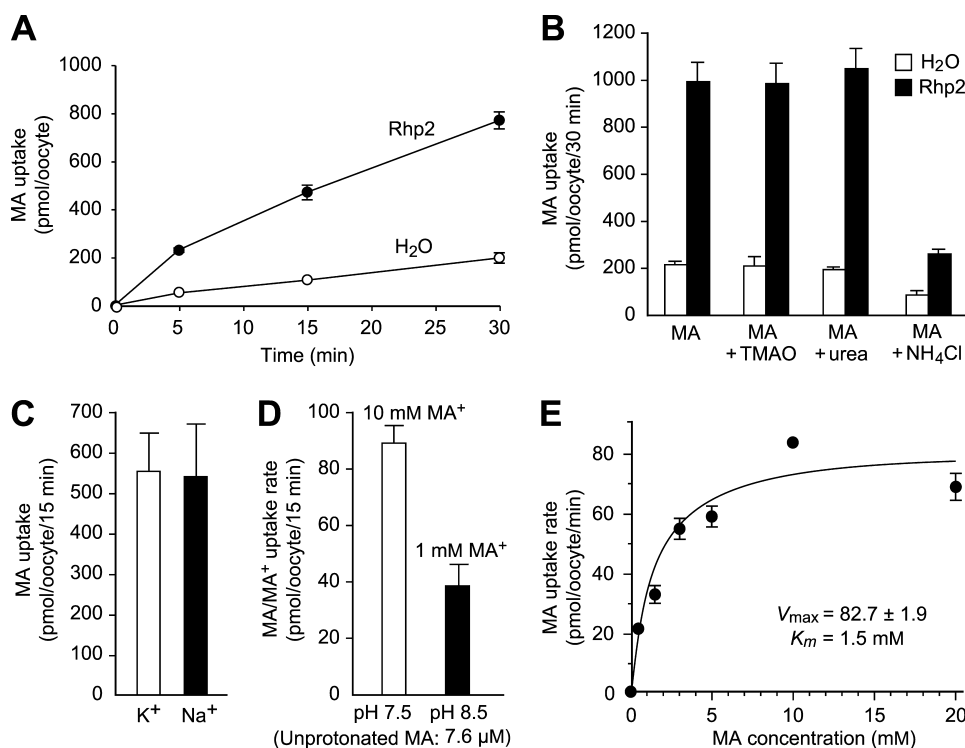 A
MA uptake
(pmol/oocyte)
1000
800
600
400
200
0
Rhp2
H2O
0 5 10 15 20 25 30
Time (min)
B
MA uptake
(pmol/oocyte/30 min)
1200
1000
800
600
400
200
0
H2O
Rhp2
MA MA MA MA
+TMAO +urea +NH4Cl
C
MA uptake
(pmol/oocyte/15 min)
700
600
500
400
300
200
100
0
K+ Na+
D
MA/MA+ uptake rate
(pmol/oocyte/15 min)
100
80
60
40
20
0
10 mM MA+
1 mM MA+
pH 7.5 pH 8.5
(Unprotonated MA: 7.6 µM)
E
MA uptake rate
(pmol/oocyte/min)
80
60
40
20
0
Vmax = 82.7 ± 1.9
Km = 1.5 mM
0 5 10 15 20
MA concentration (mM)